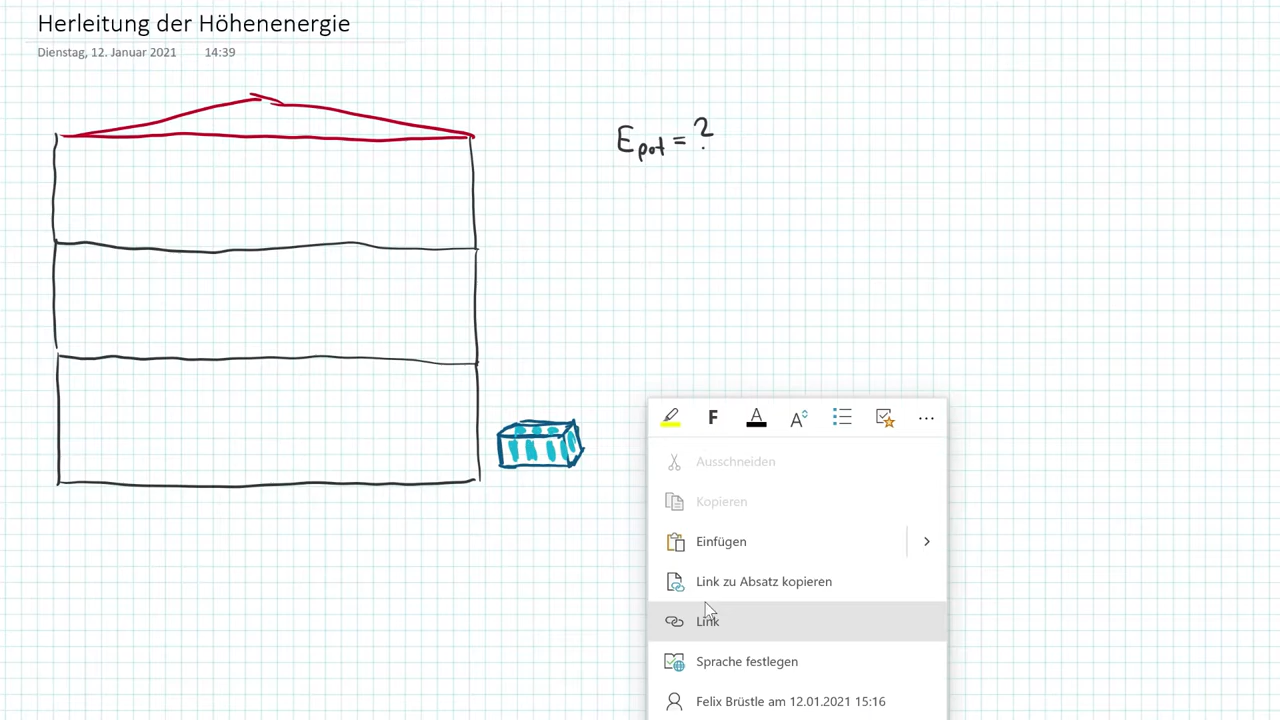 Herleitung der Höhenenergie
Dienstag, 12. Januar 2021 14:39
E_pot = ?
F A A ...
Ausschneiden
Kopieren
Einfügen
Link zu Absatz kopieren
Link
Sprache festlegen
Felix Brüstle am 12.01.2021 15:16